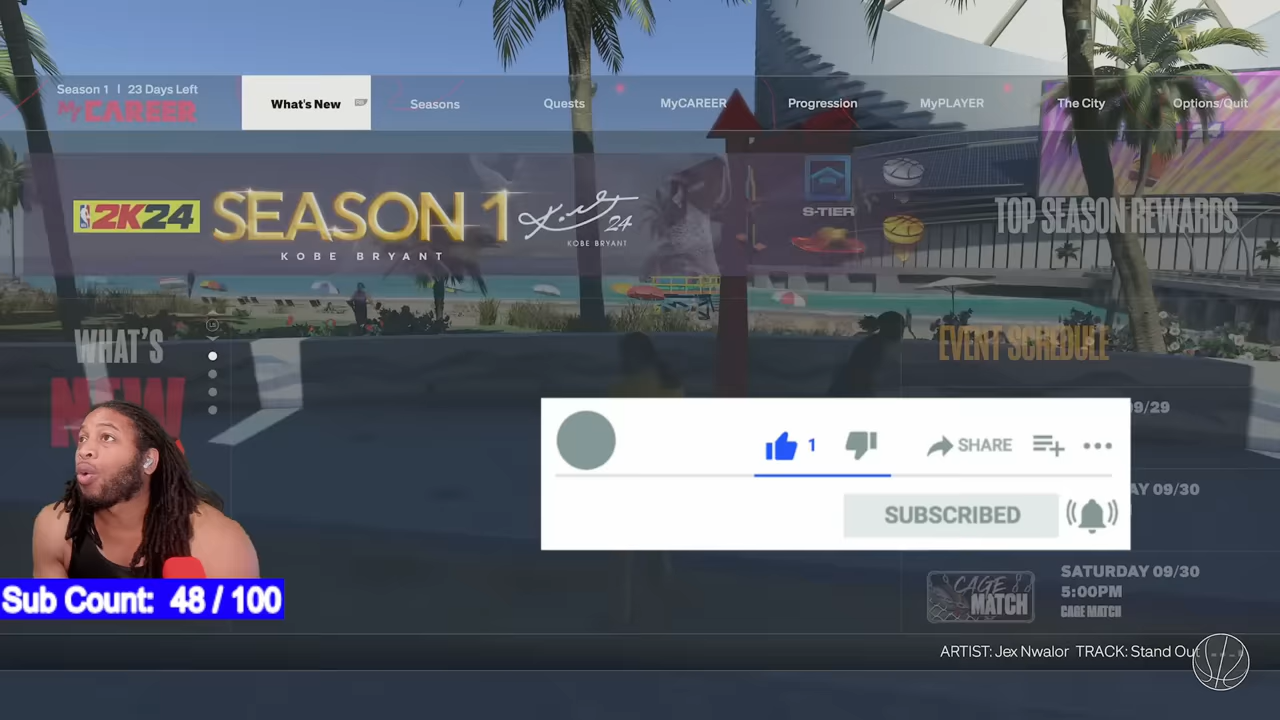 Season 1 | 23 Days Left
MyCAREER
What's New
Seasons
Quests
MyCAREER
Progression
MyPLAYER
The City
Options/Quit
NBA 2K24
SEASON 1
24
KOBE BRYANT
KOBE BRYANT
S-TIER
TOP SEASON REWARDS
WHAT'S
NEW
EVENT SCHEDULE
09/29
1
SHARE
AY 09/30
SUBSCRIBED
SATURDAY 09/30
5:00PM
CAGE MATCH
CAGE
MATCH
Sub Count: 48 / 100
ARTIST: Jex Nwalor TRACK: Stand Out